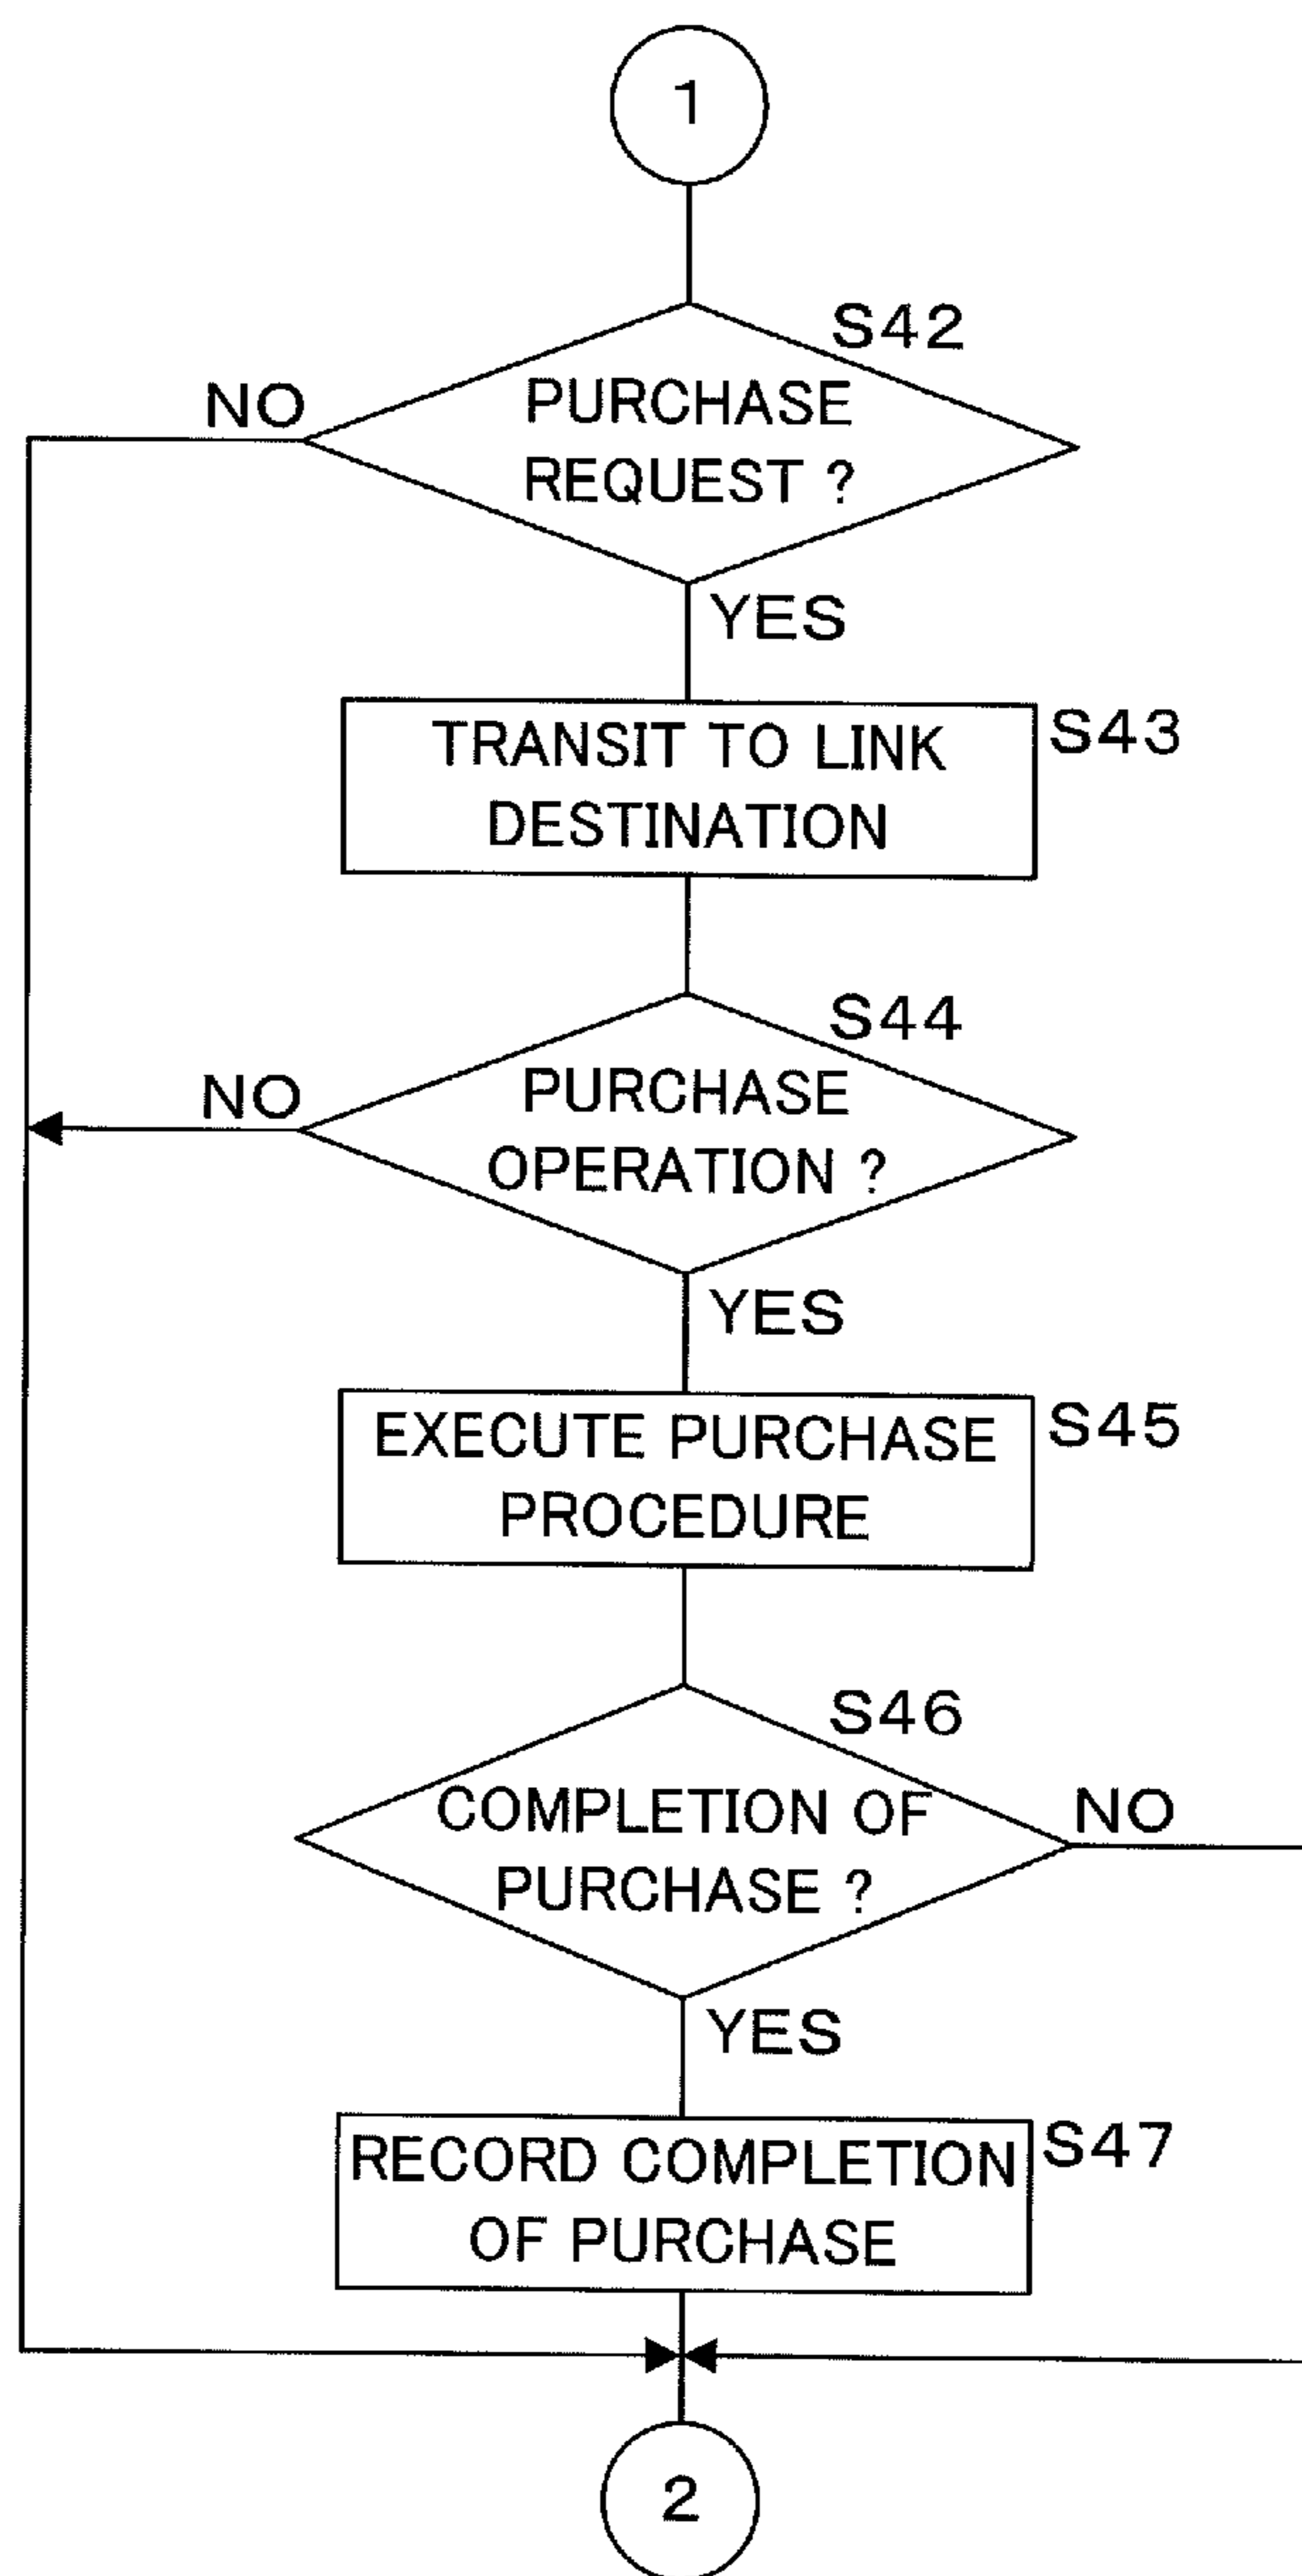 1
S42
NO
PURCHASE
REQUEST ?
YES
TRANSIT TO LINK
DESTINATION
S43
S44
NO
PURCHASE
OPERATION ?
YES
EXECUTE PURCHASE
PROCEDURE
S45
S46
COMPLETION OF
PURCHASE ?
NO
YES
RECORD COMPLETION
OF PURCHASE
S47
2